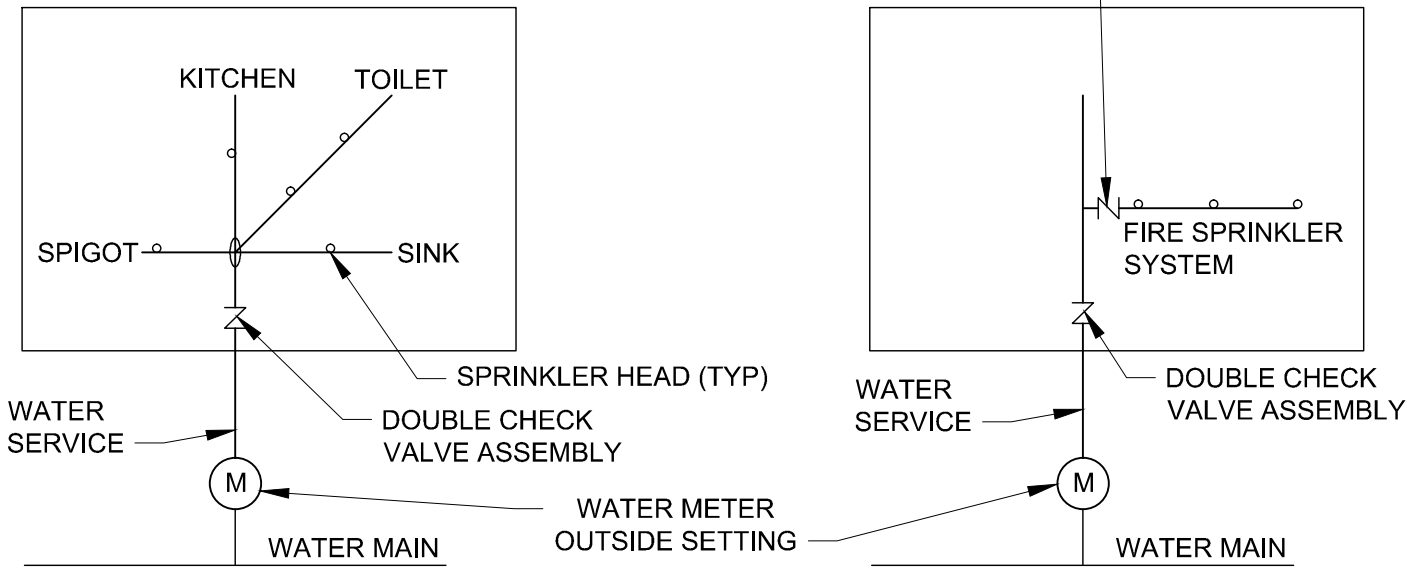 KITCHEN
TOILET
SPIGOT
SINK
SPRINKLER HEAD (TYP)
WATER
SERVICE
DOUBLE CHECK
VALVE ASSEMBLY
M
WATER METER
OUTSIDE SETTING
WATER MAIN
FIRE SPRINKLER
SYSTEM
DOUBLE CHECK
VALVE ASSEMBLY
WATER
SERVICE
M
WATER MAIN